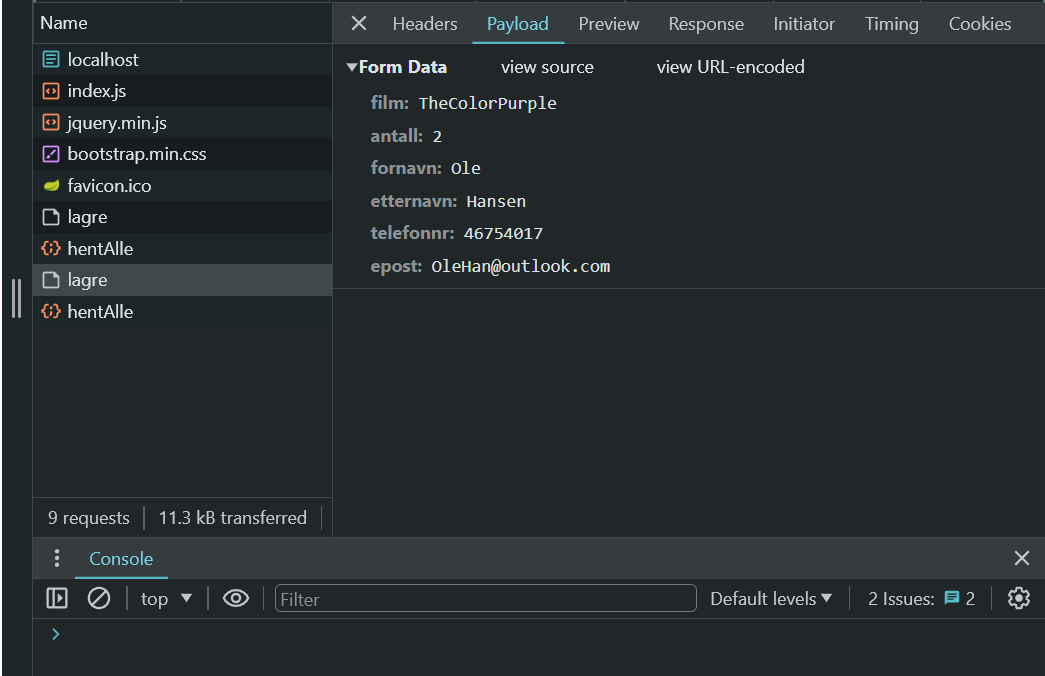 Name
localhost
index.js
jquery.min.js
bootstrap.min.css
favicon.ico
lagre
hentAlle
lagre
hentAlle
9 requests 11.3 kB transferred
Headers Payload Preview Response Initiator Timing Cookies
Form Data view source view URL-encoded
film: TheColorPurple
antall: 2
fornavn: Ole
etternavn: Hansen
telefonnr: 46754017
epost: OleHan@outlook.com
Console
top Filter Default levels 2 Issues: 2